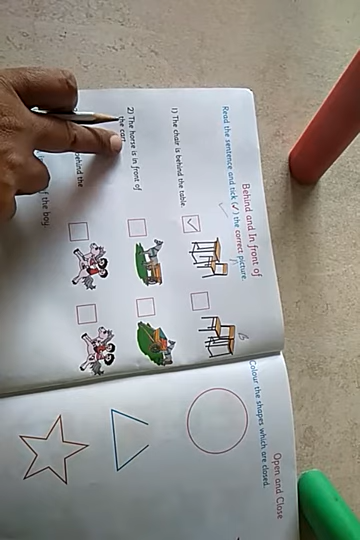 Behind and In front of
Read the sentence and tick (✓) the correct picture.
1) The chair is behind the table.
2) The horse is in front of
the cart
behind the
of the boy
Open and Close
Colour the shapes which are closed.